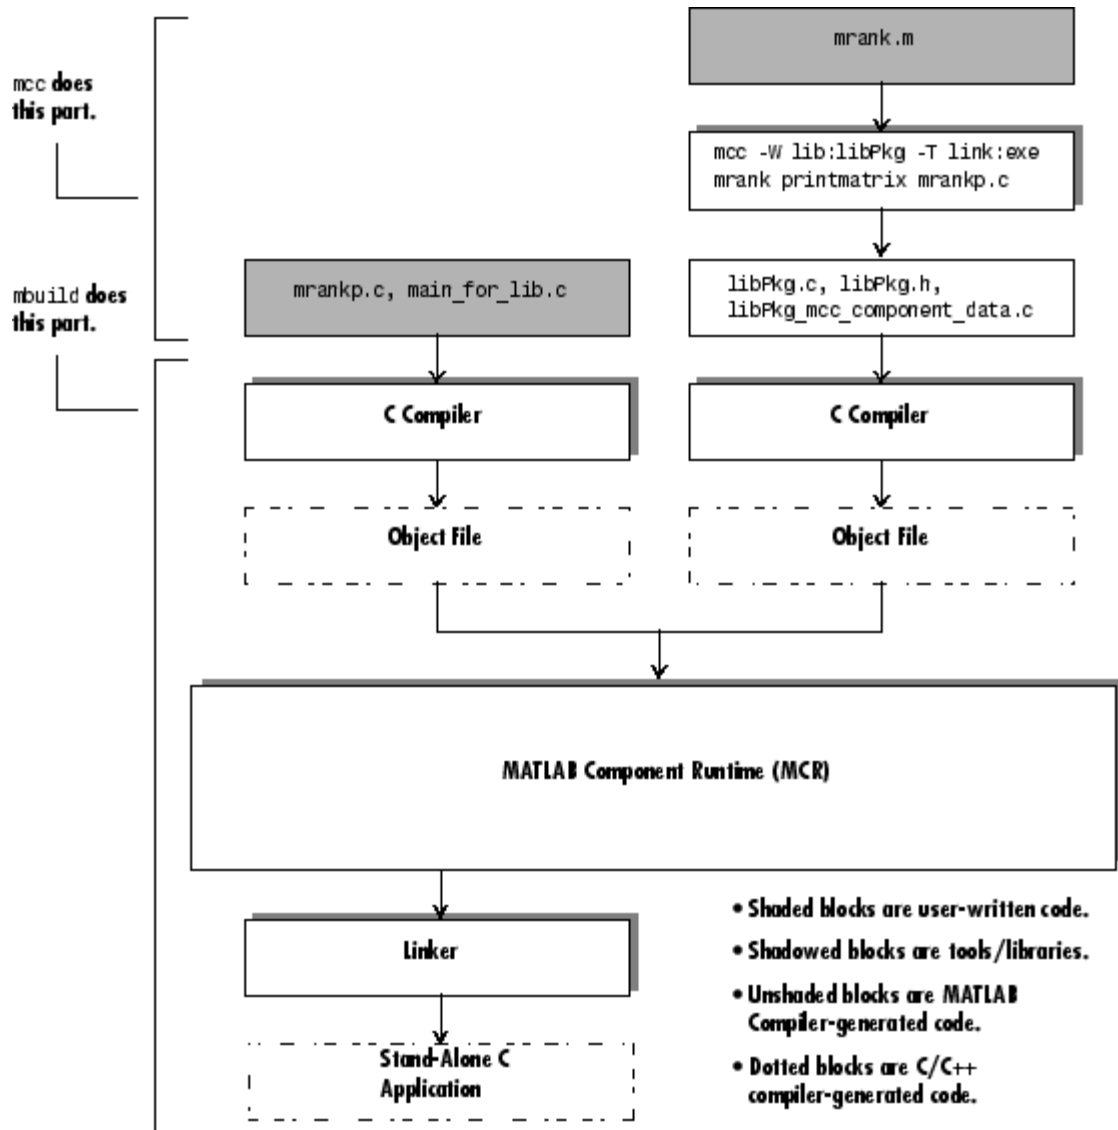 mrank.m
mcc does
this part.
mcc -W lib:libPkg -T link:exe
mrank printmatrix mrankp.c
mbuild does
this part.
mrankp.c, main_for_lib.c
libPkg.c, libPkg.h,
libPkg_mcc_component_data.c
C Compiler
C Compiler
Object File
Object File
MATLAB Component Runtime (MCR)
Linker
Stand-Alone C
Application
• Shaded blocks are user-written code.
• Shadowed blocks are tools/libraries.
• Unshaded blocks are MATLAB
Compiler-generated code.
• Dotted blocks are C/C++
compiler-generated code.